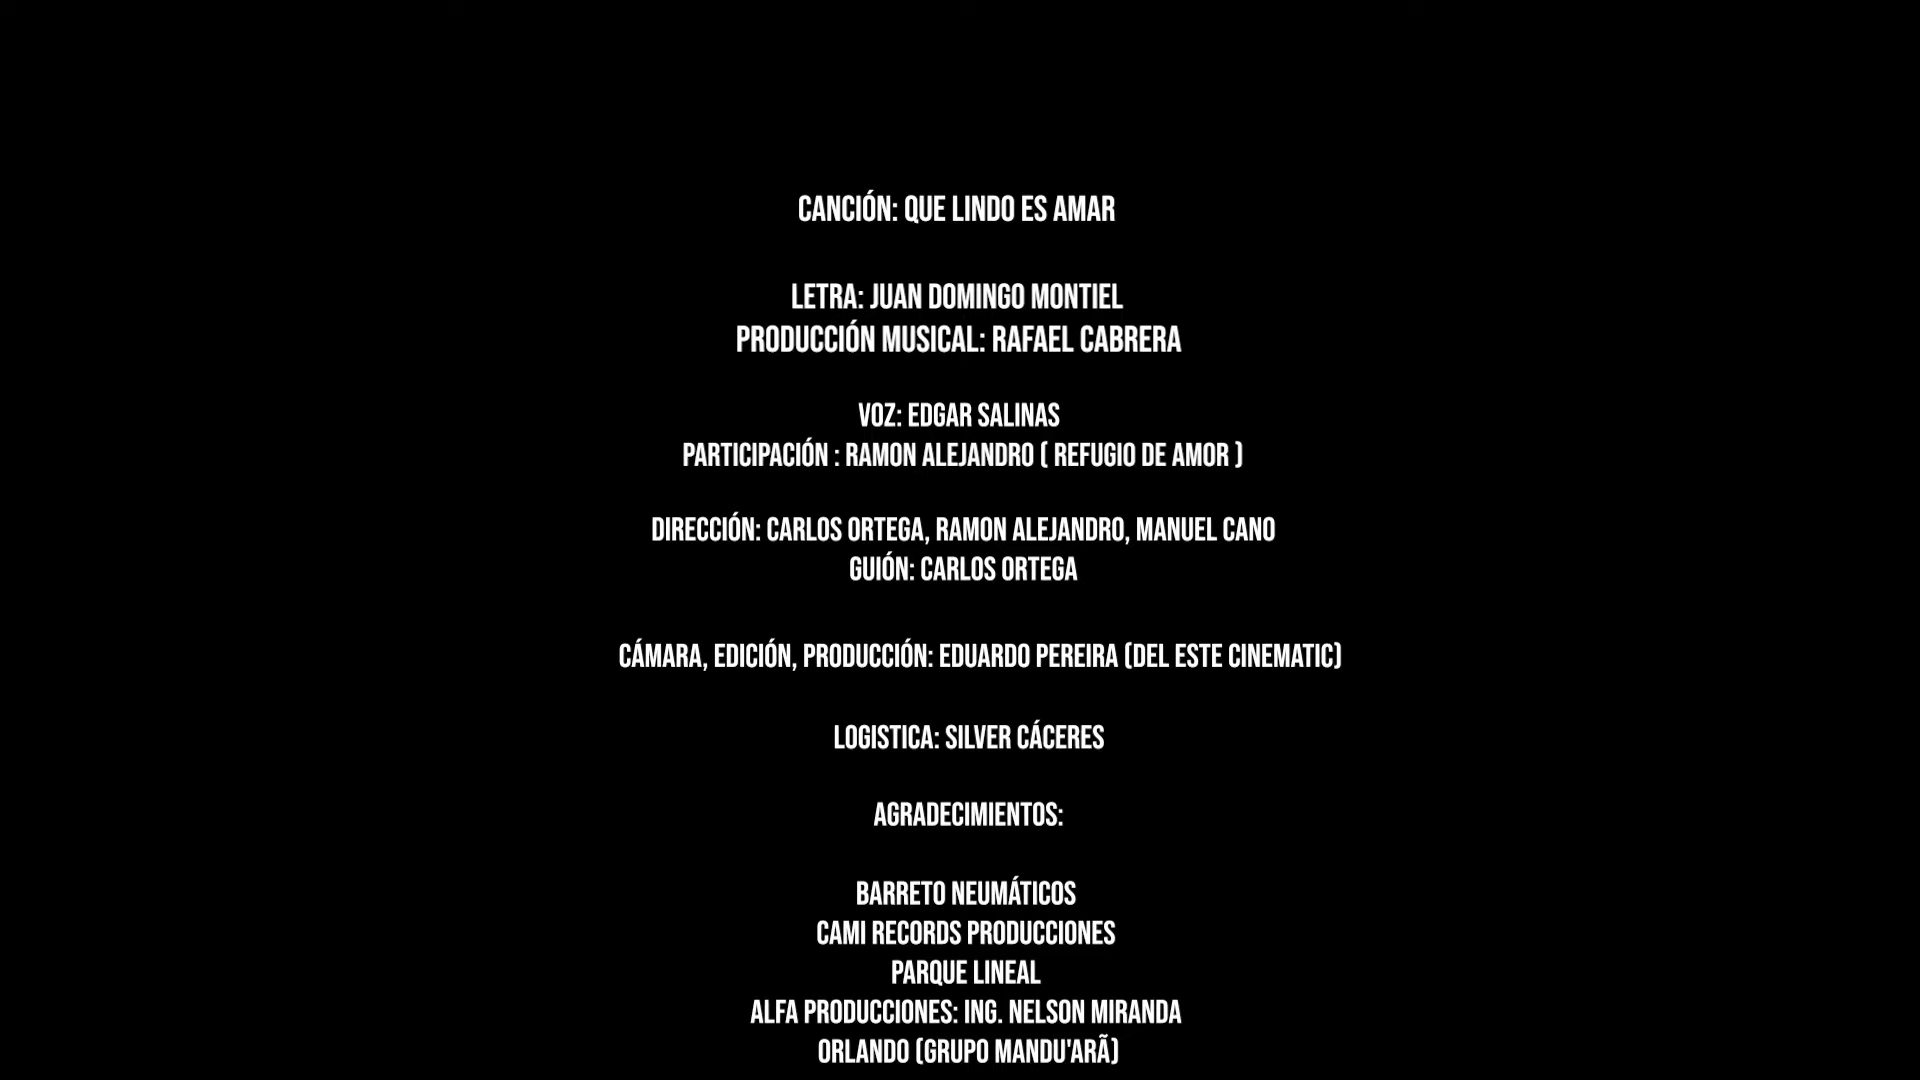 CANCIÓN: QUE LINDO ES AMAR
LETRA: JUAN DOMINGO MONTIEL
PRODUCCIÓN MUSICAL: RAFAEL CABRERA
VOZ: EDGAR SALINAS
PARTICIPACIÓN : RAMON ALEJANDRO ( REFUGIO DE AMOR )
DIRECCIÓN: CARLOS ORTEGA, RAMON ALEJANDRO, MANUEL CANO
GUIÓN: CARLOS ORTEGA
CÁMARA, EDICIÓN, PRODUCCIÓN: EDUARDO PEREIRA (DEL ESTE CINEMATIC)
LOGISTICA: SILVER CÁCERES
AGRADECIMIENTOS:
BARRETO NEUMÁTICOS
CAMI RECORDS PRODUCCIONES
PARQUE LINEAL
ALFA PRODUCCIONES: ING. NELSON MIRANDA
ORLANDO (GRUPO MANDU'ARÃ)